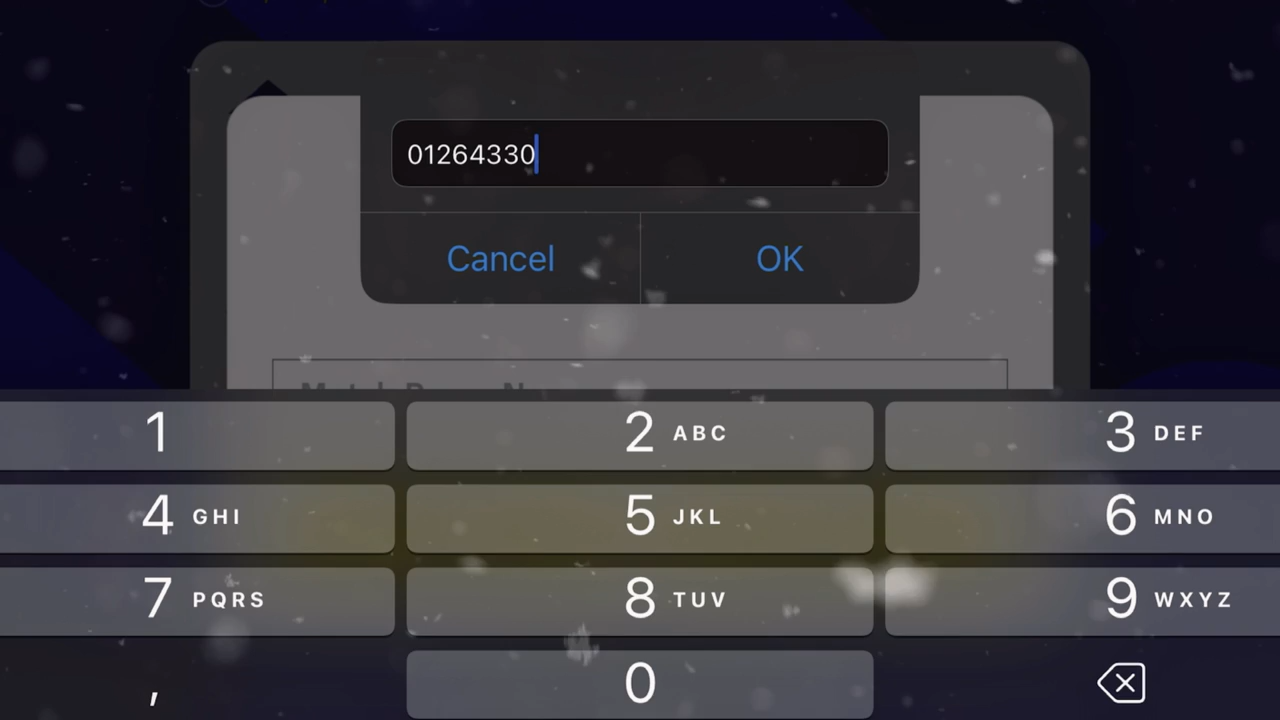 01264330
Cancel OK
1 2 ABC 3 DEF
4 GHI 5 JKL 6 MNO
7 PQRS 8 TUV 9 WXYZ
, 0